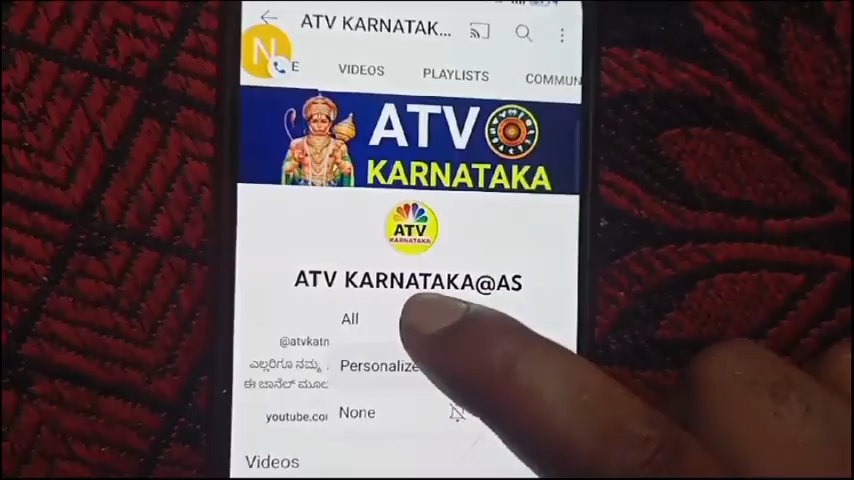 ATV KARNATAK...
N
E
VIDEOS
PLAYLISTS
COMMUN
ATV
KARNATAKA
ATV
KARNATAKA
ATV KARNATAKA@AS
All
@atvkatn
ಎಲ್ಲರಿಗೂ ನಮ್ಮ
Personalize
ಈ ಚಾನೆಲ್ ಮೂಲ
None
youtube.co
Videos